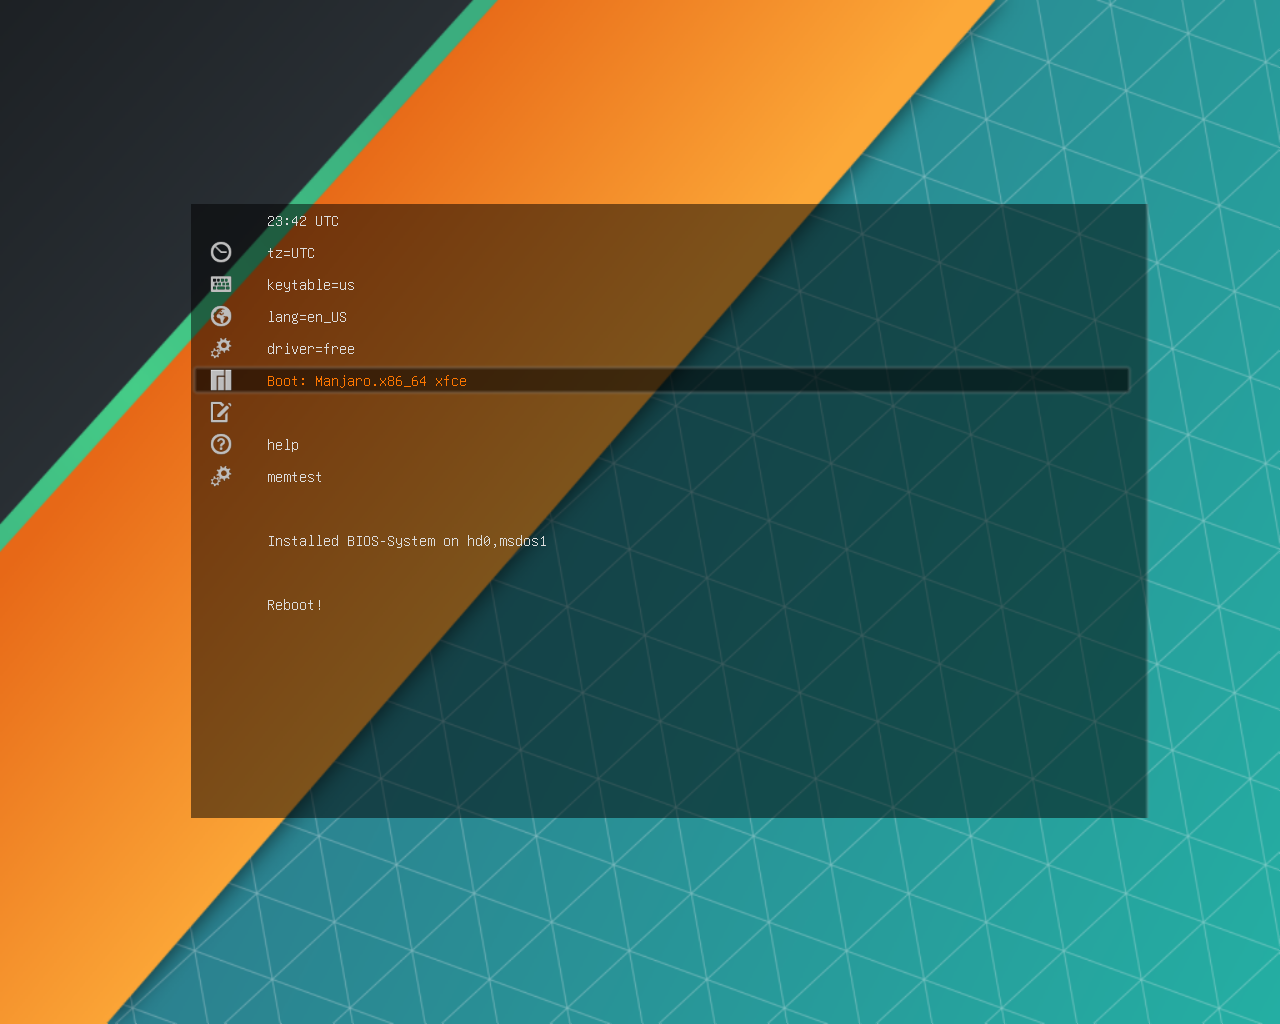 23:42 UTC
tz=UTC
keytable=us
lang=en_US
driver=free
Boot: Manjaro.x86_64 xfce
help
memtest
Installed BIOS-System on hd0,msdos1
Reboot!